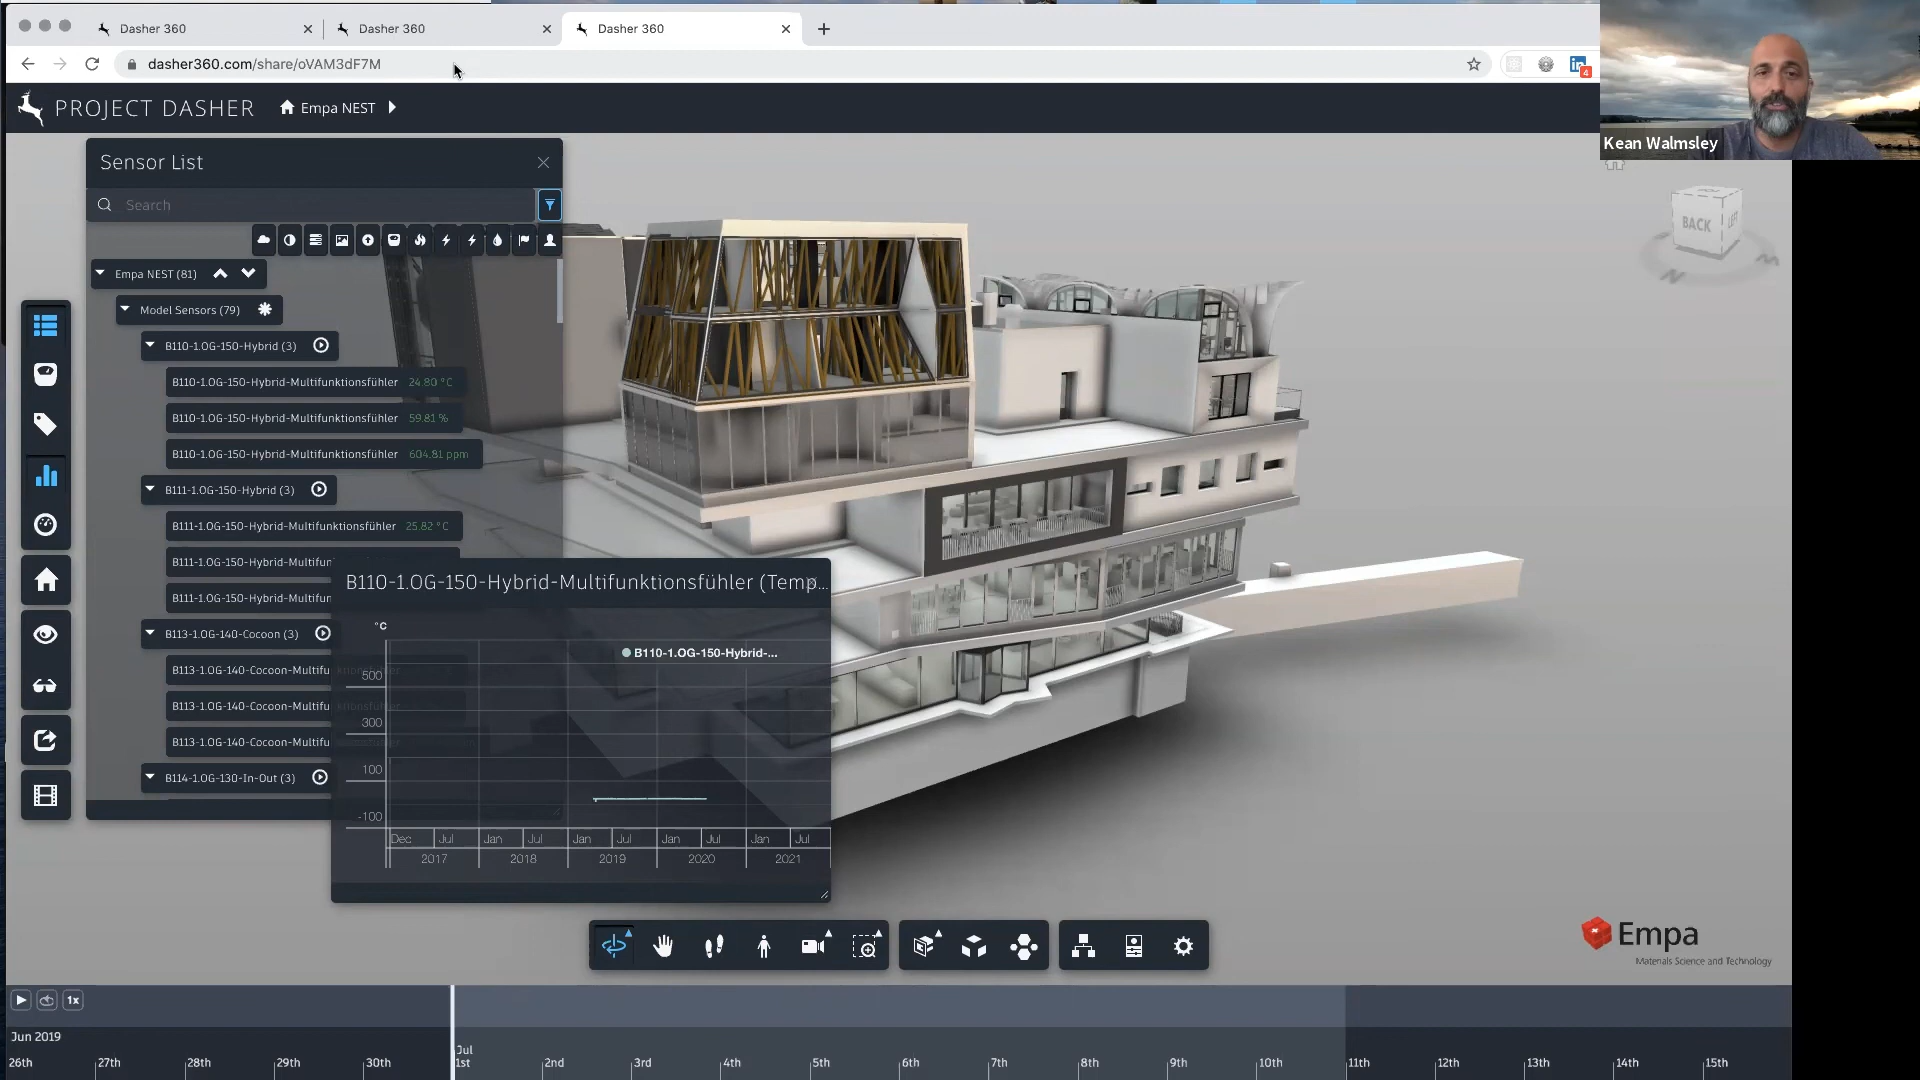 Dasher 360
Dasher 360
Dasher 360
dasher360.com/share/oVAM3dF7M
4
PROJECT DASHER
Empa NEST
Kean Walmsley
Sensor List
Search
Empa NEST (81)
Model Sensors (79)
B110-1.OG-150-Hybrid (3)
B110-1.OG-150-Hybrid-Multifunktionsfühler 24.80 °C
B110-1.OG-150-Hybrid-Multifunktionsfühler 59.81 %
B110-1.OG-150-Hybrid-Multifunktionsfühler 604.81 ppm
B111-1.OG-150-Hybrid (3)
B111-1.OG-150-Hybrid-Multifunktionsfühler 25.82 °C
B111-1.OG-150-Hybrid-Multifun
B111-1.OG-150-Hybrid-Multifun
B113-1.OG-140-Cocoon (3)
B113-1.OG-140-Cocoon-Multifunktionsfühler
B113-1.OG-140-Cocoon-Multifunktionsfühler
B113-1.OG-140-Cocoon-Multifunktionsfühler
B114-1.OG-130-In-Out (3)
B110-1.OG-150-Hybrid-Multifunktionsfühler (Temp...
°C
B110-1.OG-150-Hybrid-...
500
300
100
-100
Dec Jul Jan Jul Jan Jul Jan Jul Jan Jul
2017 2018 2019 2020 2021
BACK
LEFT
N
Empa
Materials Science and Technology
1x
Jun 2019
Jul
26th 27th 28th 29th 30th 1st 2nd 3rd 4th 5th 6th 7th 8th 9th 10th 11th 12th 13th 14th 15th